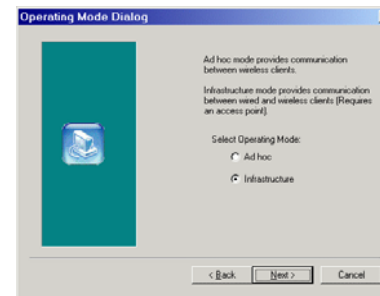 Operating Mode Dialog
Ad hoc mode provides communication
between wireless clients.
Infrastructure mode provides communication
between wired and wireless clients (Requires
an access point).
Select Operating Mode:
Ad hoc
Infrastructure
< Back
Next >
Cancel